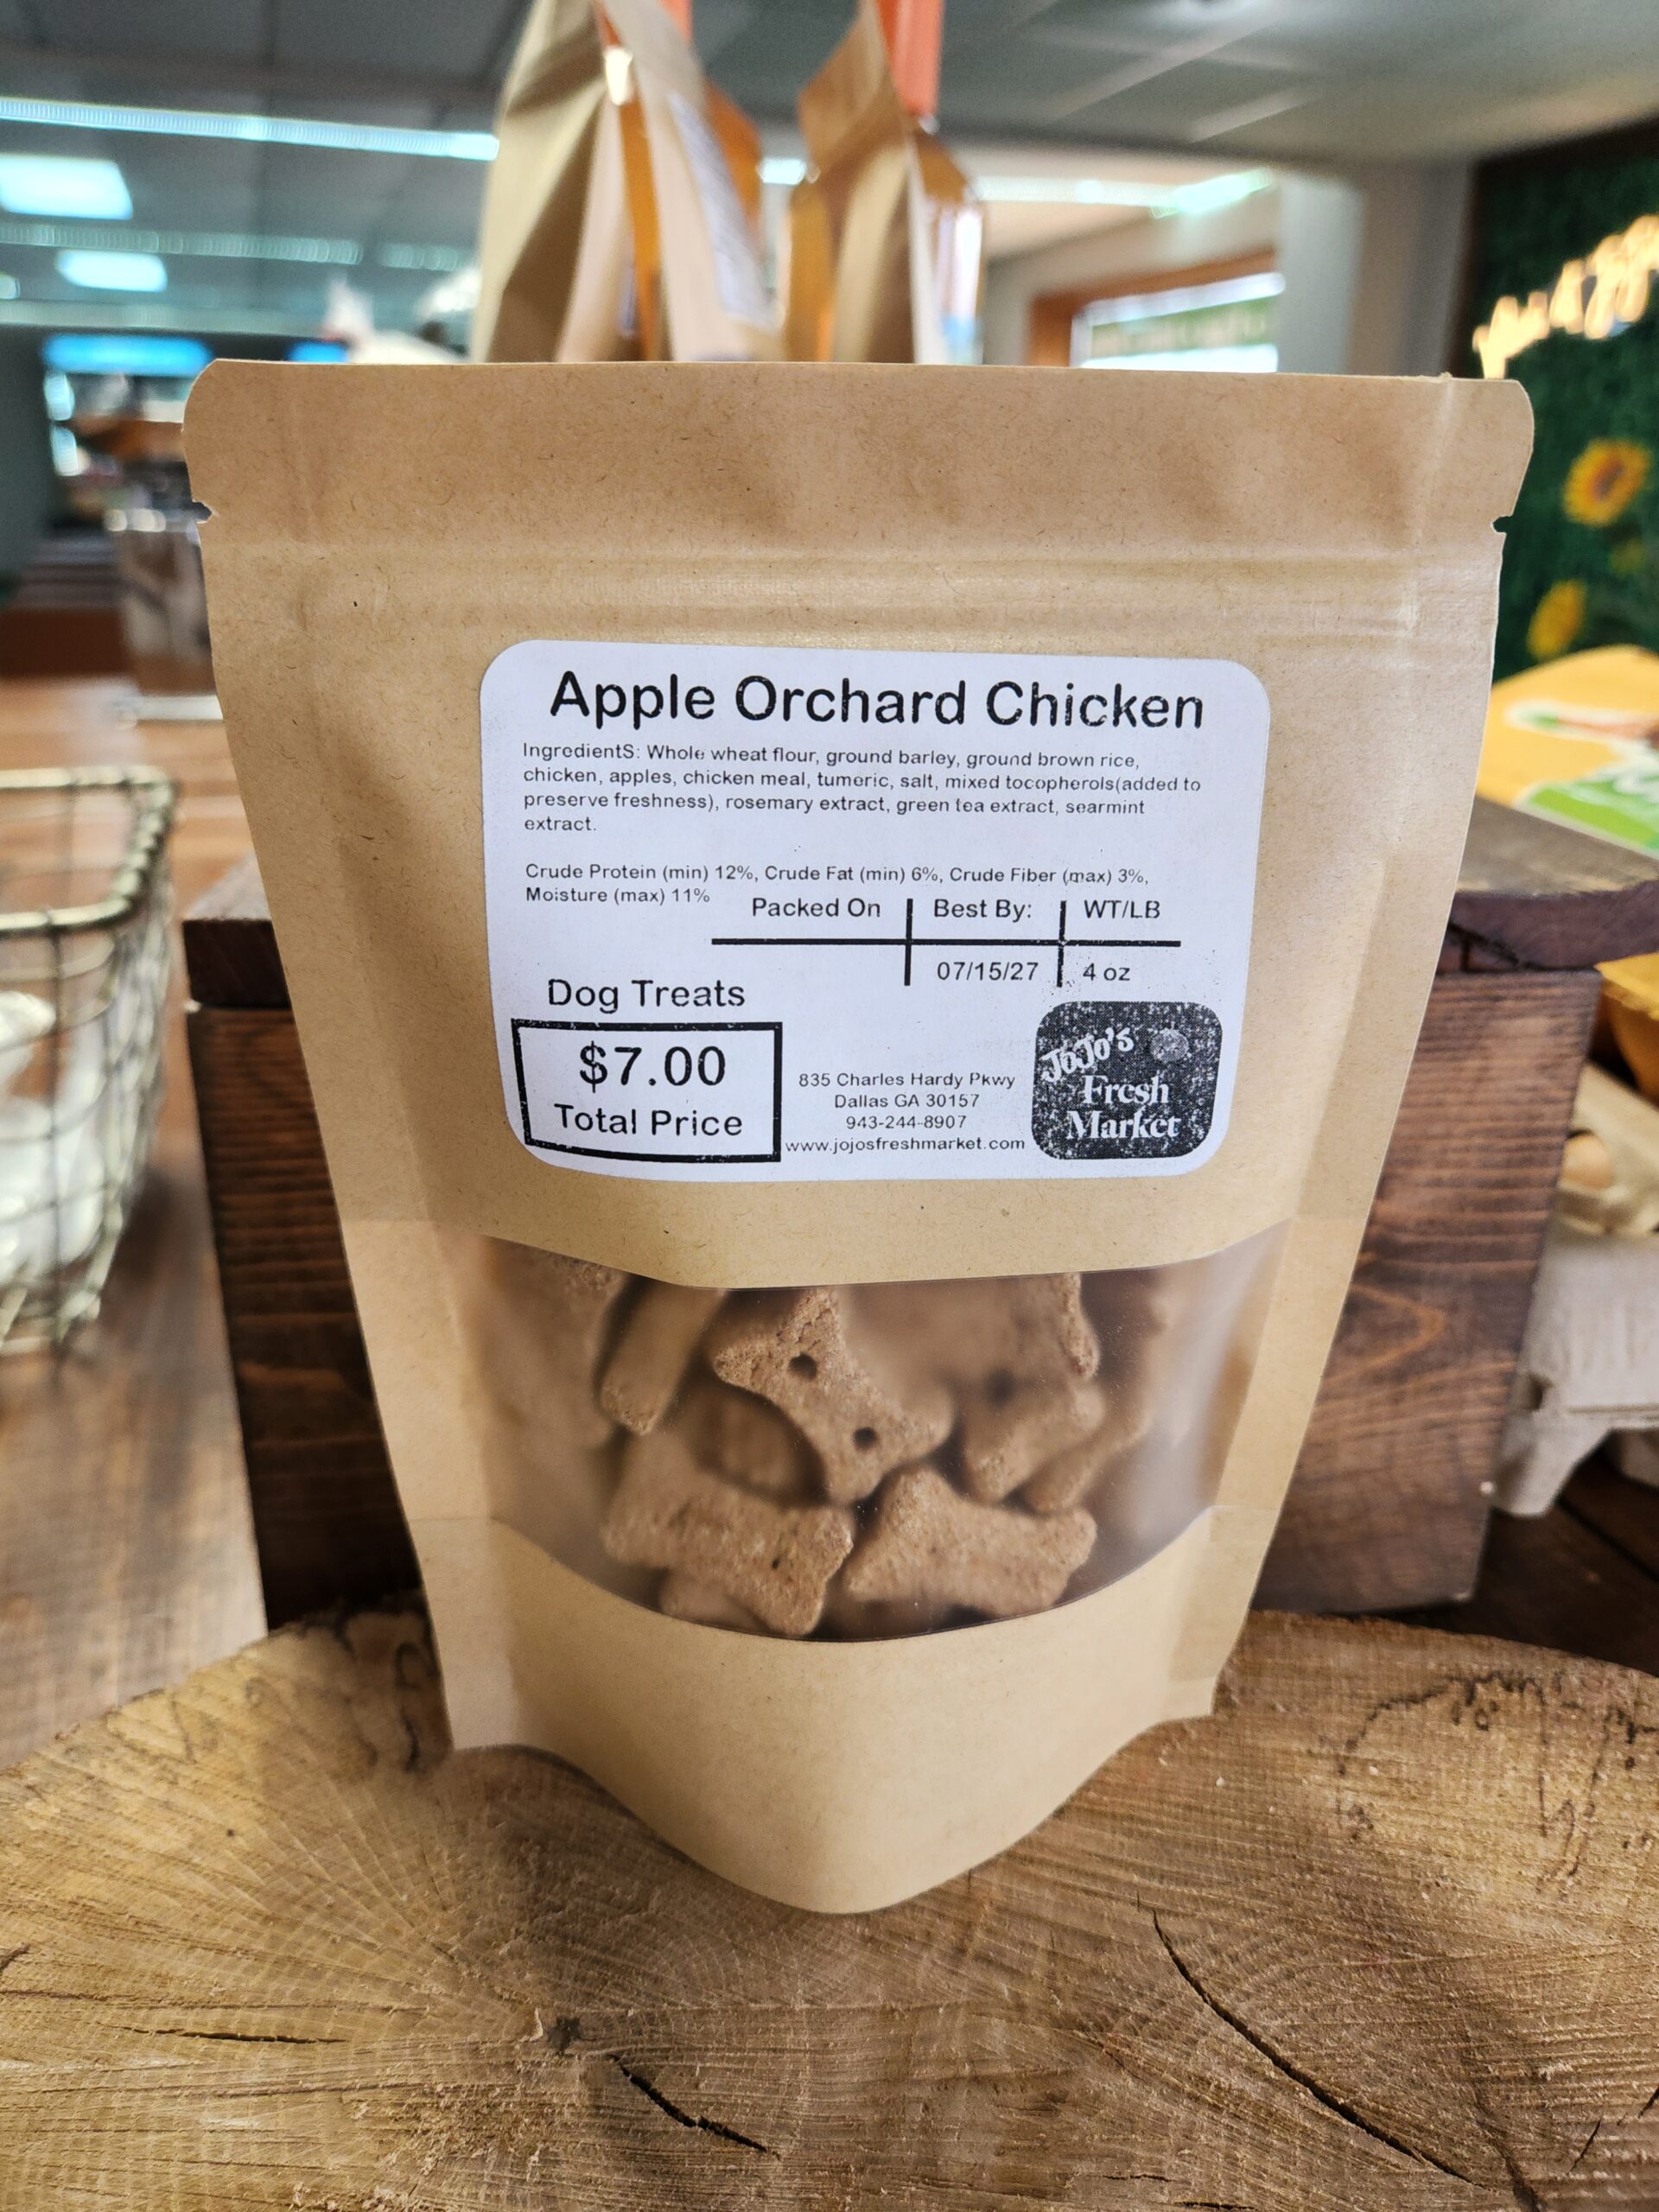 Apple Orchard Chicken
IngredientS: Whole wheat flour, ground barley, ground brown rice,
chicken, apples, chicken meal, tumeric, salt, mixed tocopherols(added to
preserve freshness), rosemary extract, green tea extract, searmint
extract.
Crude Protein (min) 12%, Crude Fat (min) 6%, Crude Fiber (max) 3%,
Moisture (max) 11%
Packed On Best By: WT/LB
07/15/27 4 oz
Dog Treats
$7.00
Total Price
835 Charles Hardy Pkwy
Dallas GA 30157
943-244-8907
www.jojosfreshmarket.com
JoJo's
Fresh
Market